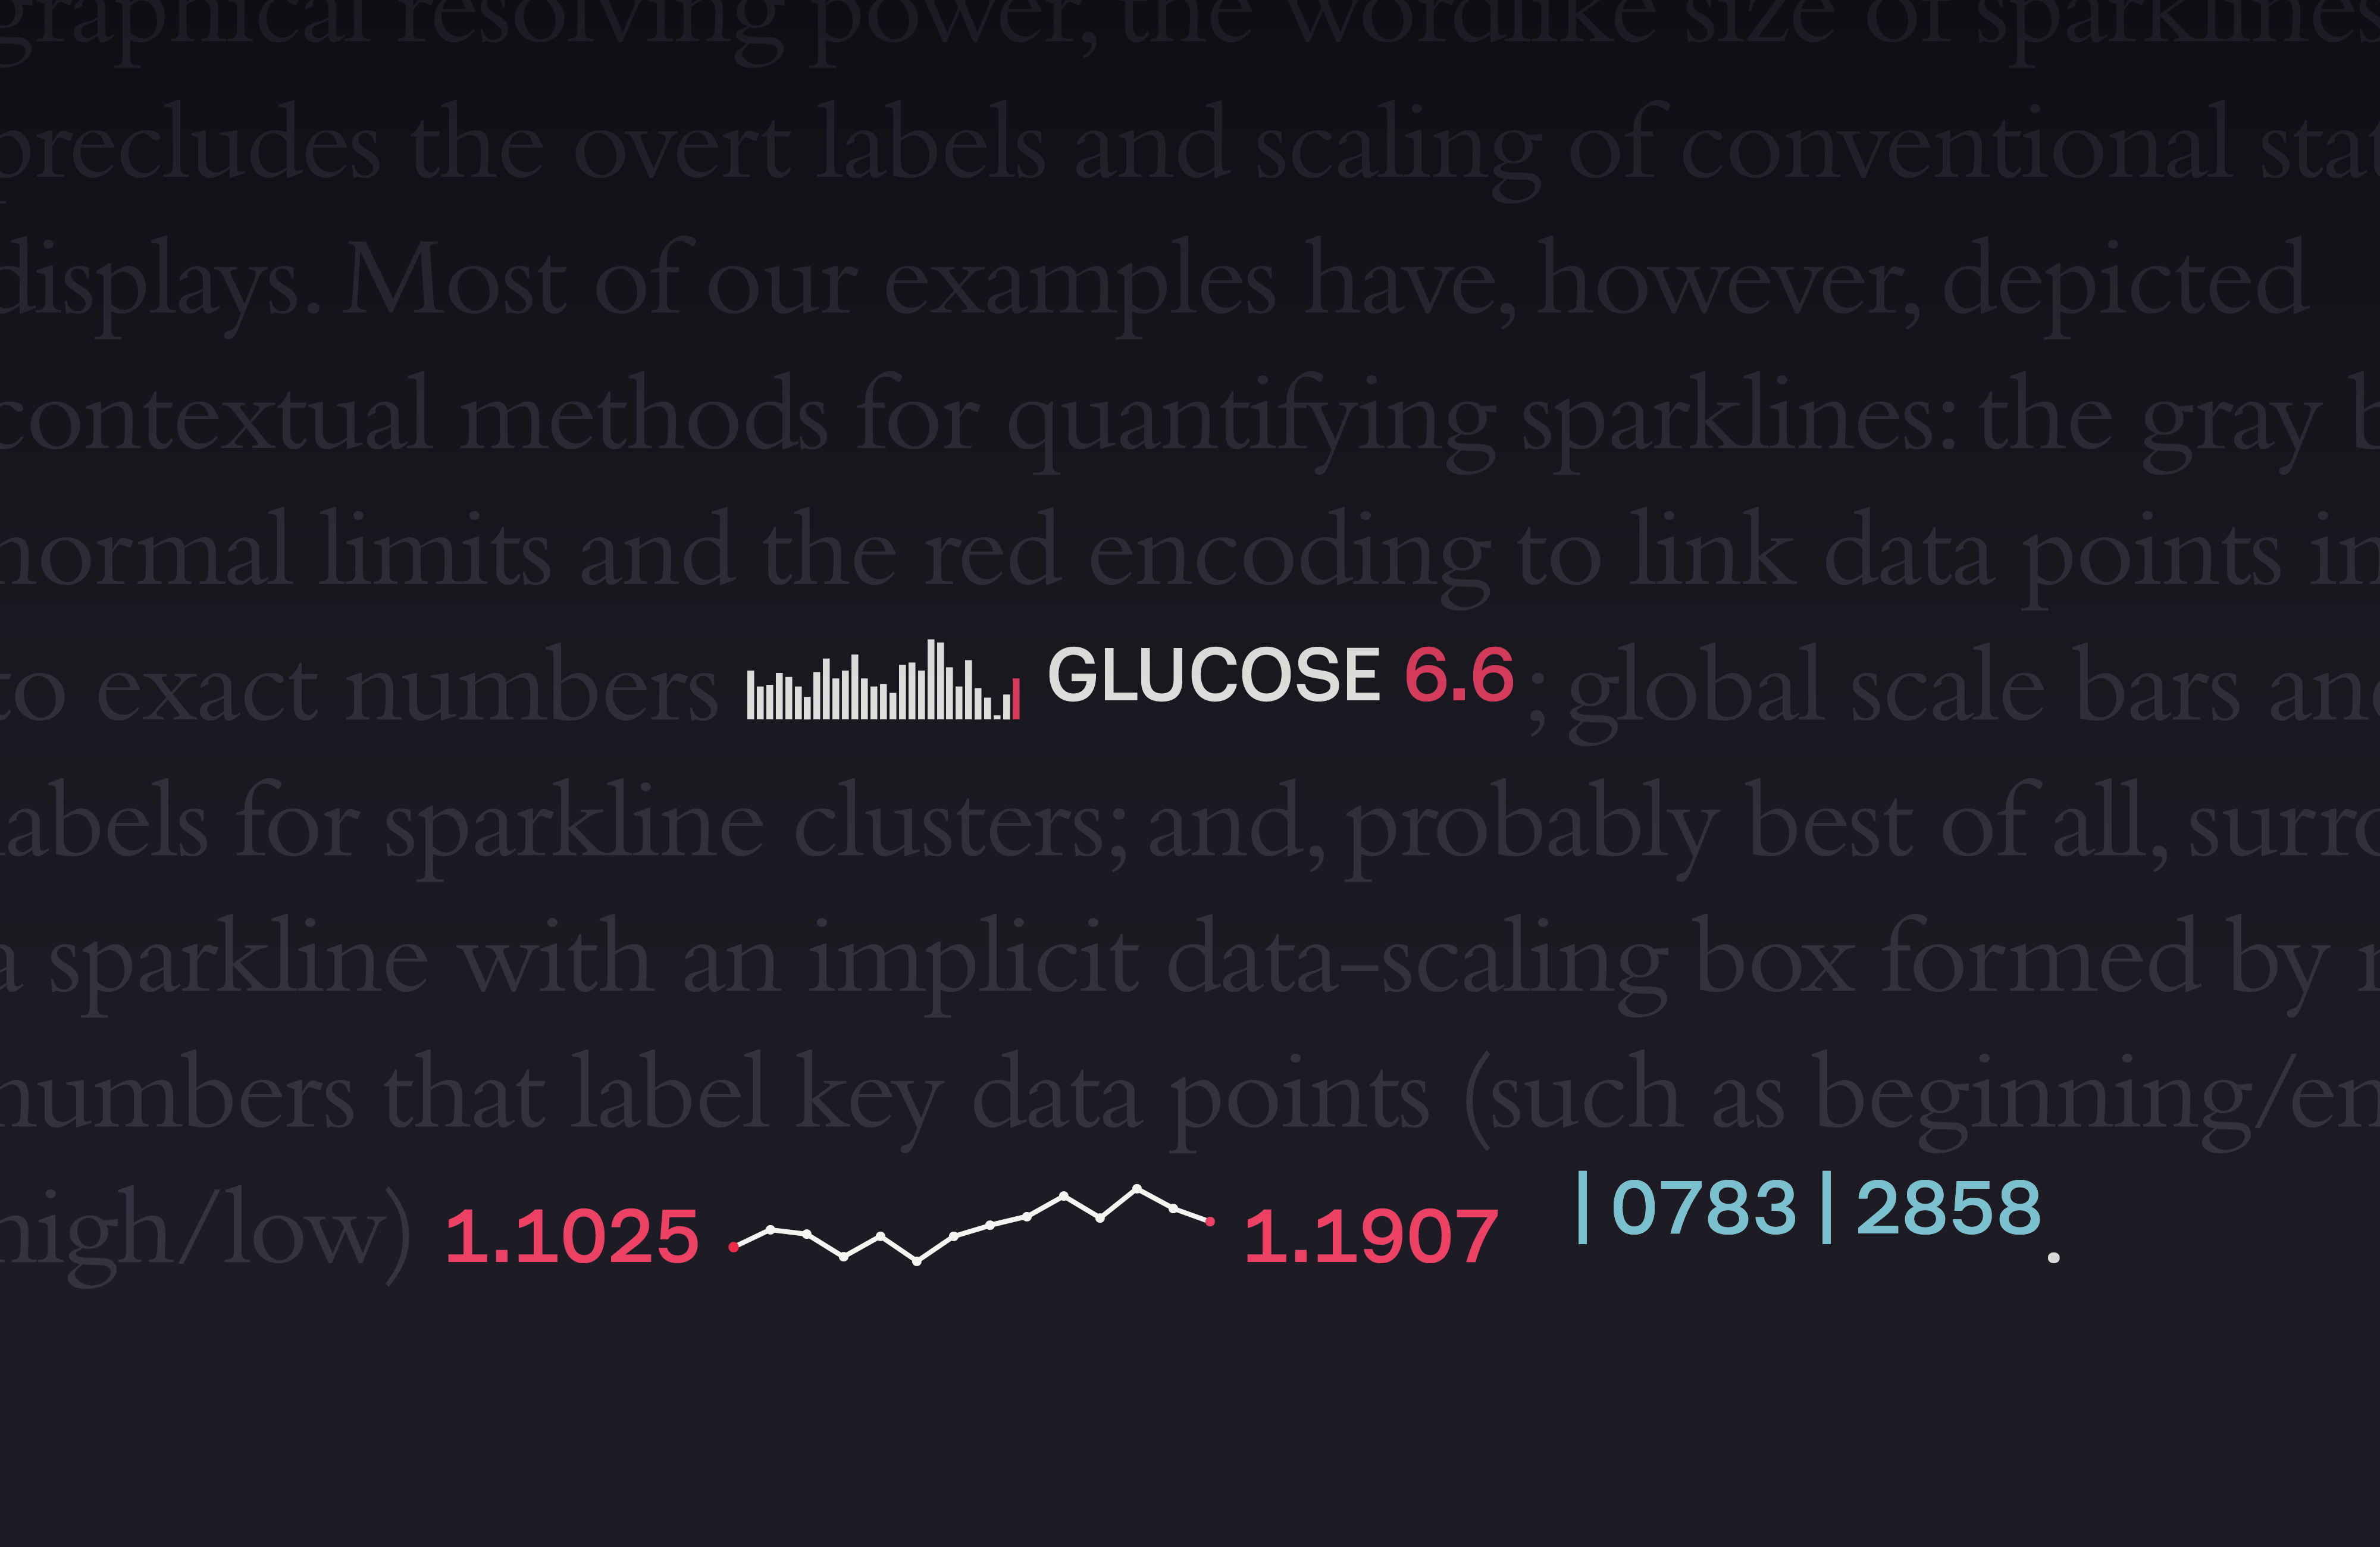 graphical resolving power, the wordlike size of sparklines
precludes the overt labels and scaling of conventional
displays. Most of our examples have, however, depicted
contextual methods for quantifying sparklines: the gray
normal limits and the red encoding to link data points in
to exact numbers GLUCOSE 6.6 ; global scale bars and
labels for sparkline clusters; and, probably best of all,
a sparkline with an implicit data-scaling box formed by
numbers that label key data points (such as beginning/
high/low) 1.1025 1.1907 | 0783 | 2858 .